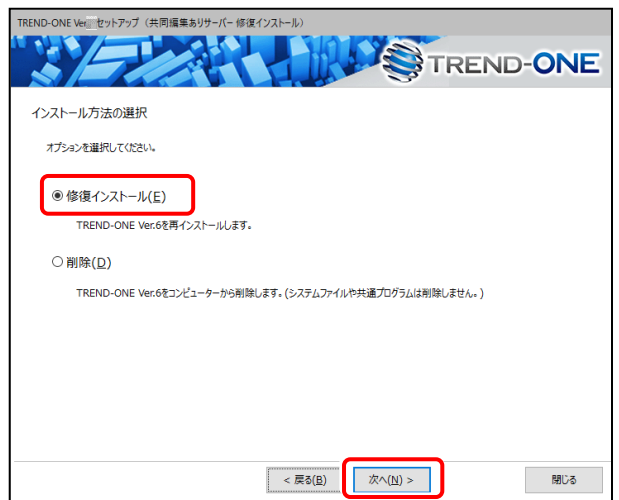 TREND-ONE Ver. セットアップ（共同編集ありサーバー 修復インストール）
TREND-ONE
インストール方法の選択
オプションを選択してください。
修復インストール(E)
TREND-ONE Ver.6を再インストールします。
削除(D)
TREND-ONE Ver.6をコンピューターから削除します。(システムファイルや共通プログラムは削除しません。)
< 戻る(B) 次へ(N) > 閉じる